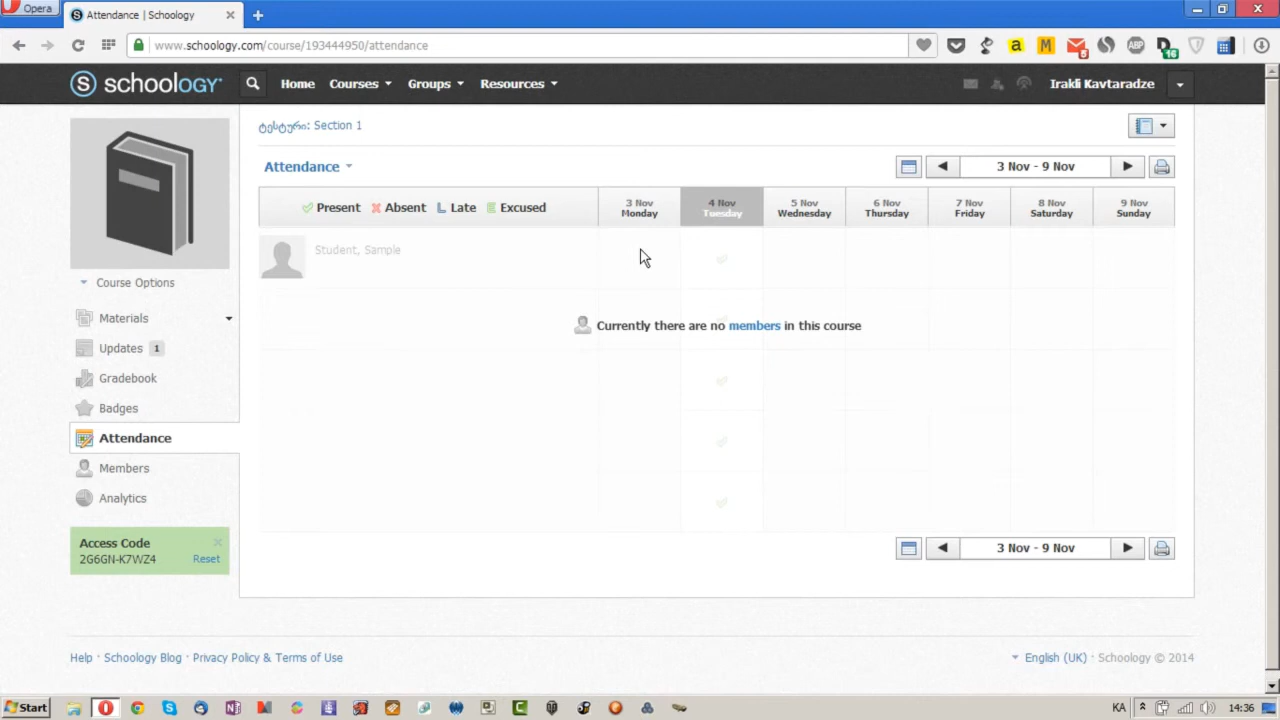 Opera
Attendance | Schoology
www.schoology.com/course/193444950/attendance
a
M
5
ABP
16
schoology
Home
Courses
Groups
Resources
Irakli Kavtaradze
ტესტური: Section 1
Attendance
3 Nov - 9 Nov
Present
Absent
Late
Excused
3 Nov
Monday
4 Nov
Tuesday
5 Nov
Wednesday
6 Nov
Thursday
7 Nov
Friday
8 Nov
Saturday
9 Nov
Sunday
Student, Sample
Currently there are no members in this course
Course Options
Materials
Updates 1
Gradebook
Badges
Attendance
Members
Analytics
Access Code
2G6GN-K7WZ4
Reset
3 Nov - 9 Nov
Help · Schoology Blog · Privacy Policy & Terms of Use
English (UK) · Schoology © 2014
Start
KA
14:36